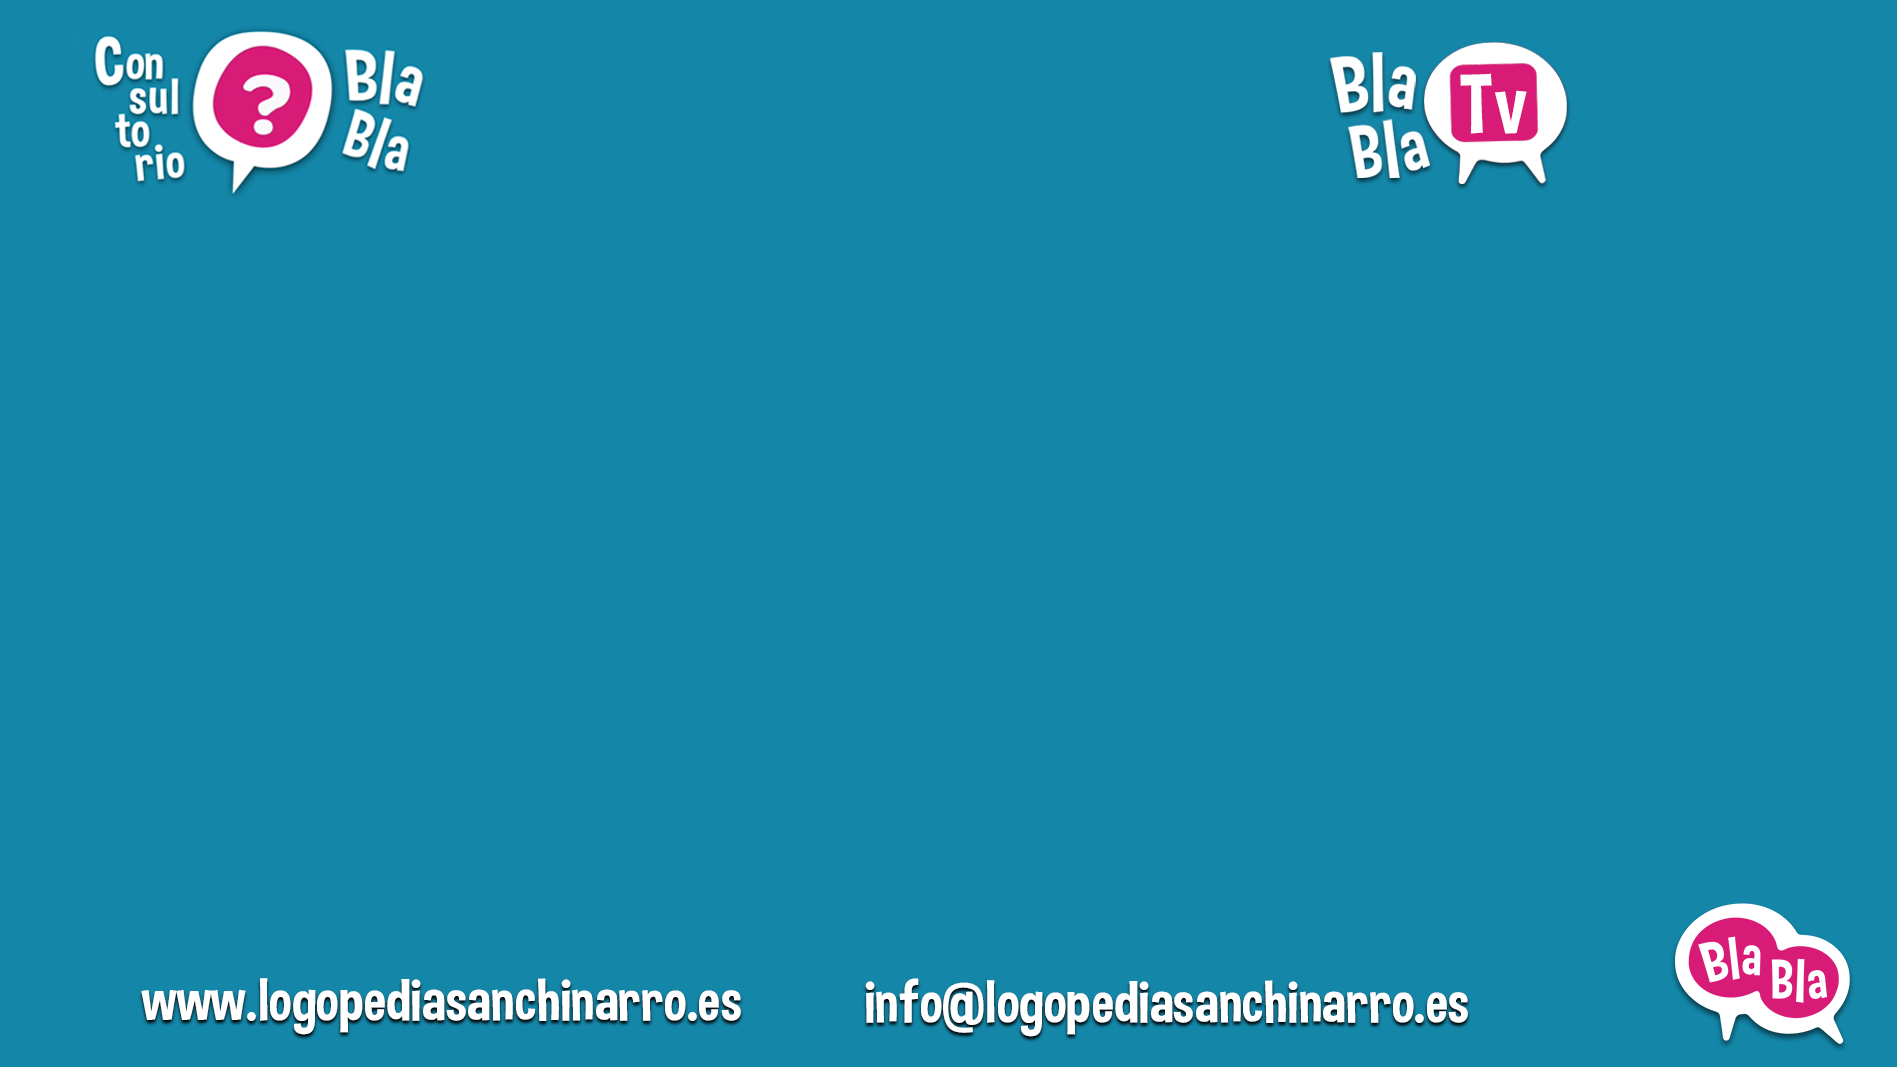 Con
sul
to
rio
?
Bla
Bla
Bla
Bla
Tv
www.logopediasanchinarro.es
info@logopediasanchinarro.es
Bla
Bla